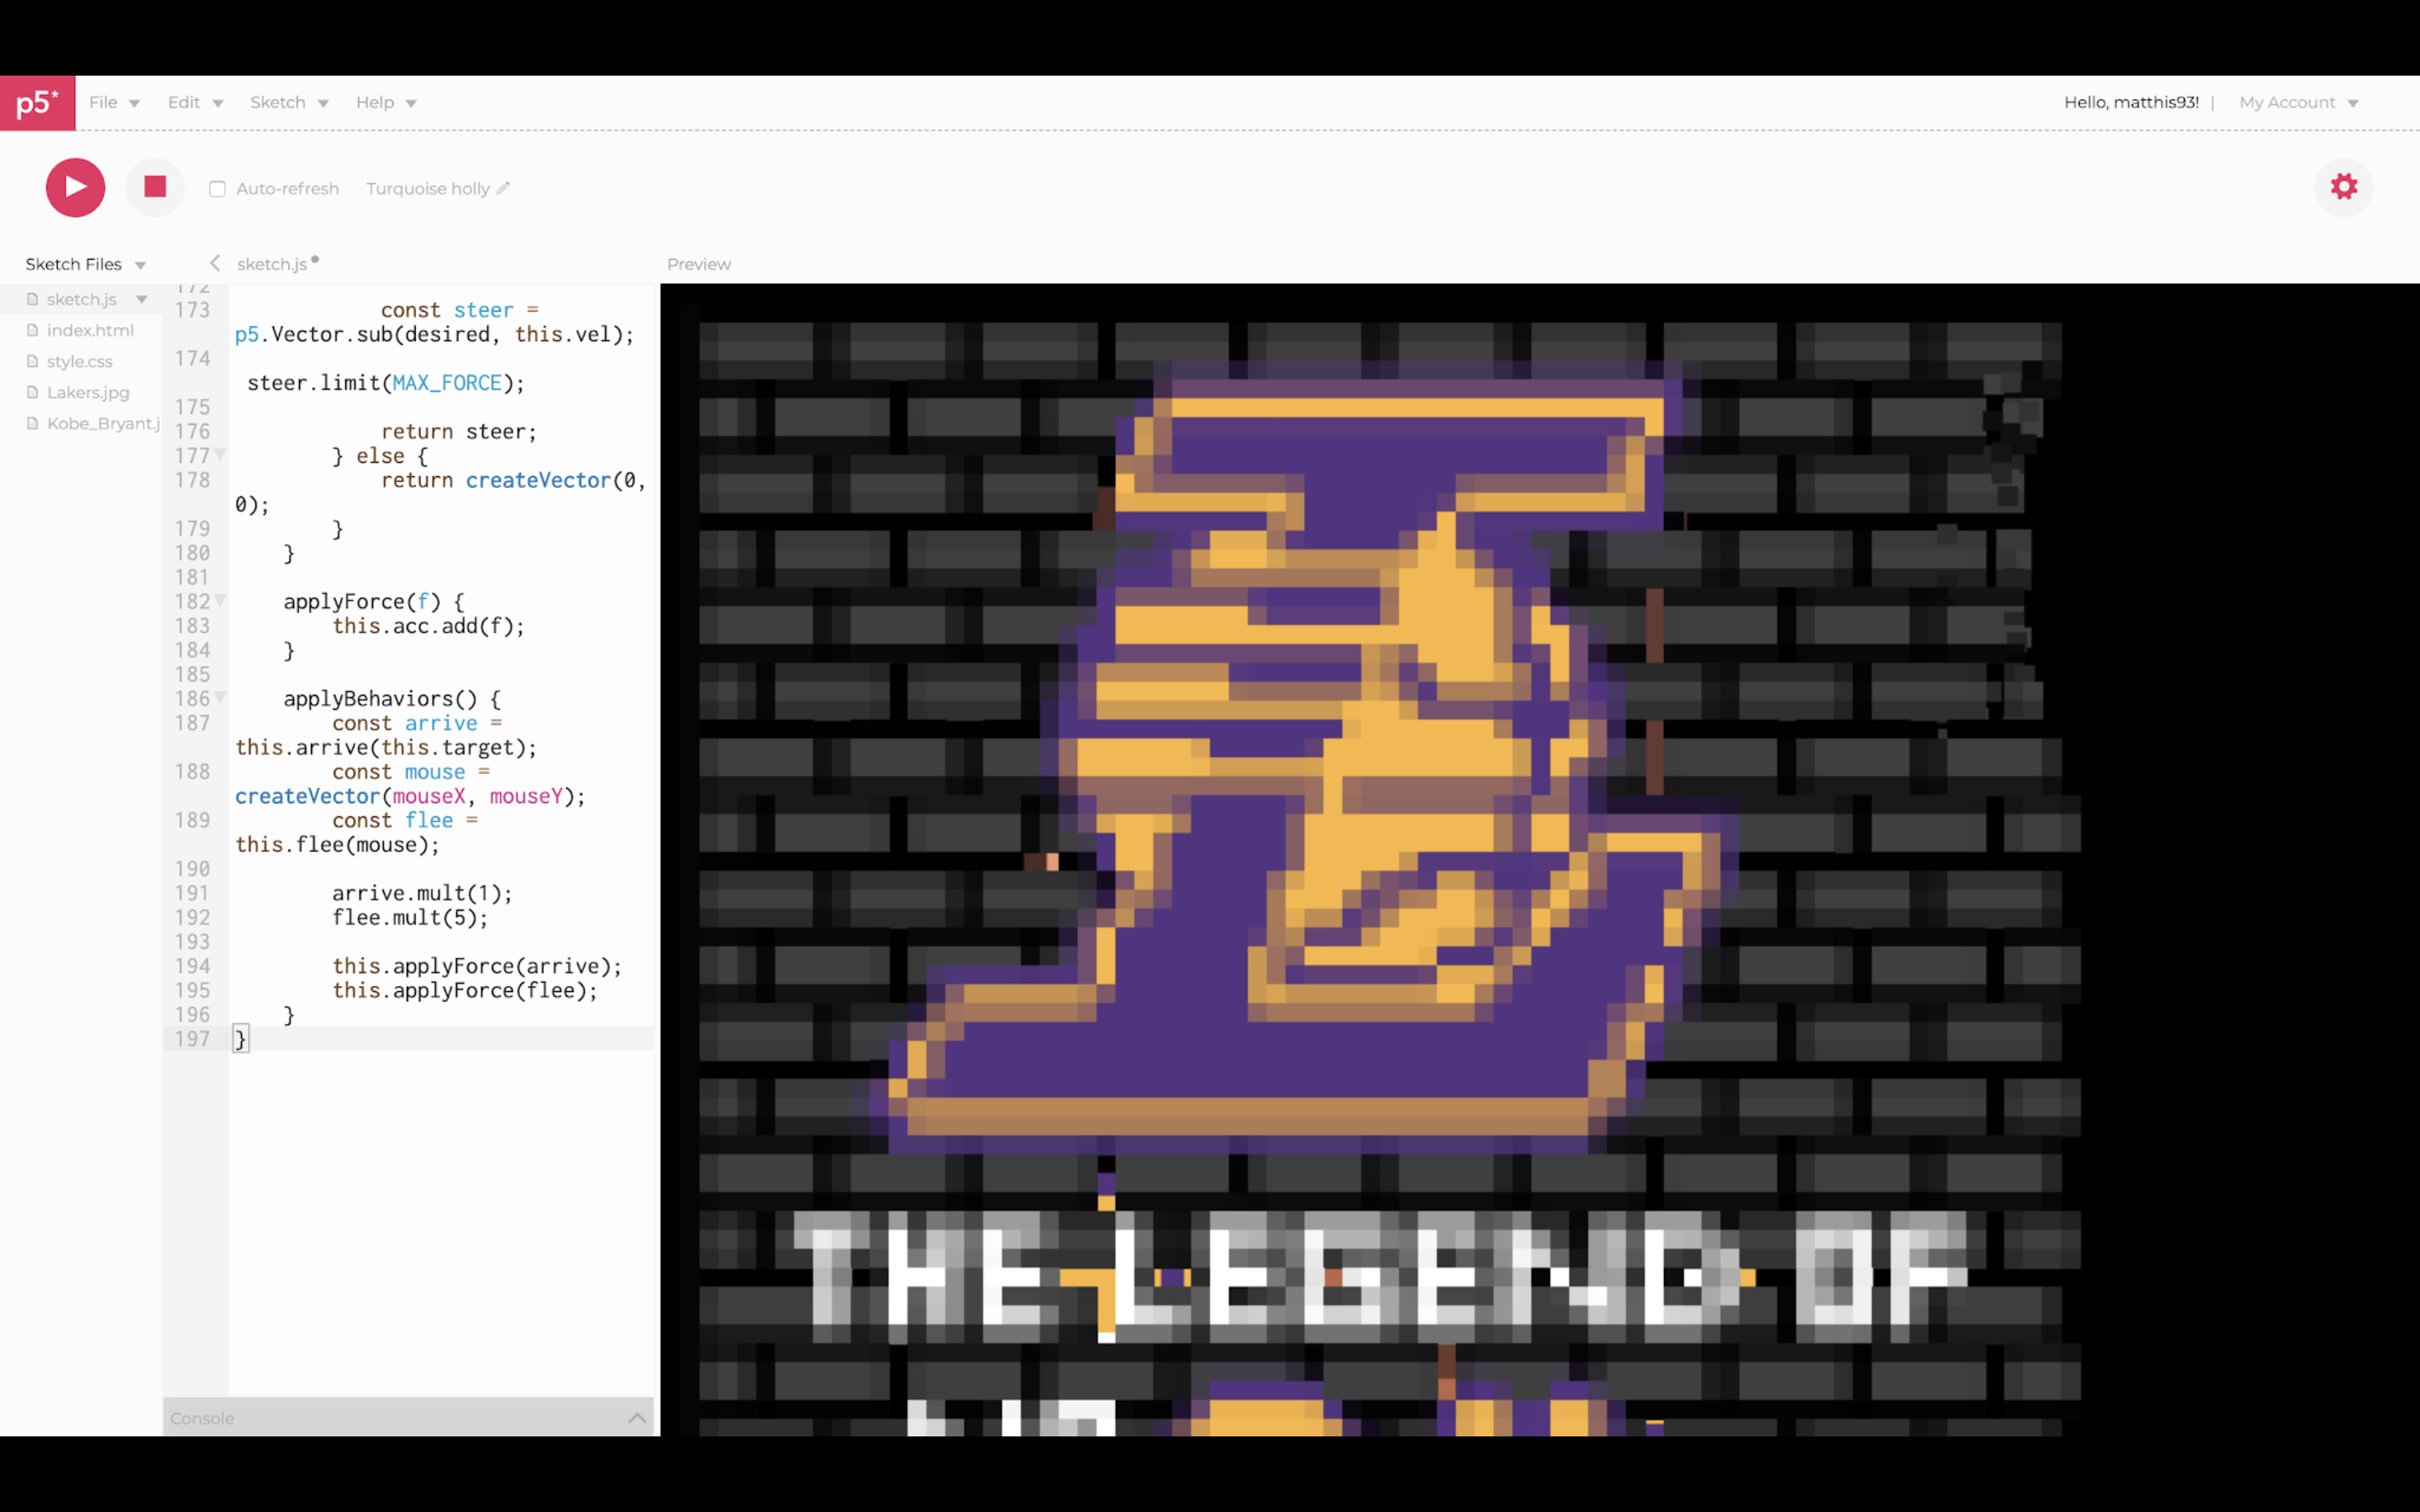 p5* File Edit Sketch Help Hello, matthis93! | My Account
Auto-refresh Turquoise holly
Sketch Files
sketch.js
index.html
style.css
Lakers.jpg
Kobe_Bryant.j
sketch.js
Preview
172
173 const steer =
p5.Vector.sub(desired, this.vel);
174
steer.limit(MAX_FORCE);
175
176 return steer;
177 } else {
178 return createVector(0,
0);
179 }
180 }
181
182 applyForce(f) {
183 this.acc.add(f);
184 }
185
186 applyBehaviors() {
187 const arrive =
this.arrive(this.target);
188 const mouse =
createVector(mouseX, mouseY);
189 const flee =
this.flee(mouse);
190
191 arrive.mult(1);
192 flee.mult(5);
193
194 this.applyForce(arrive);
195 this.applyForce(flee);
196 }
197 }
Console
THE LEGEND OF